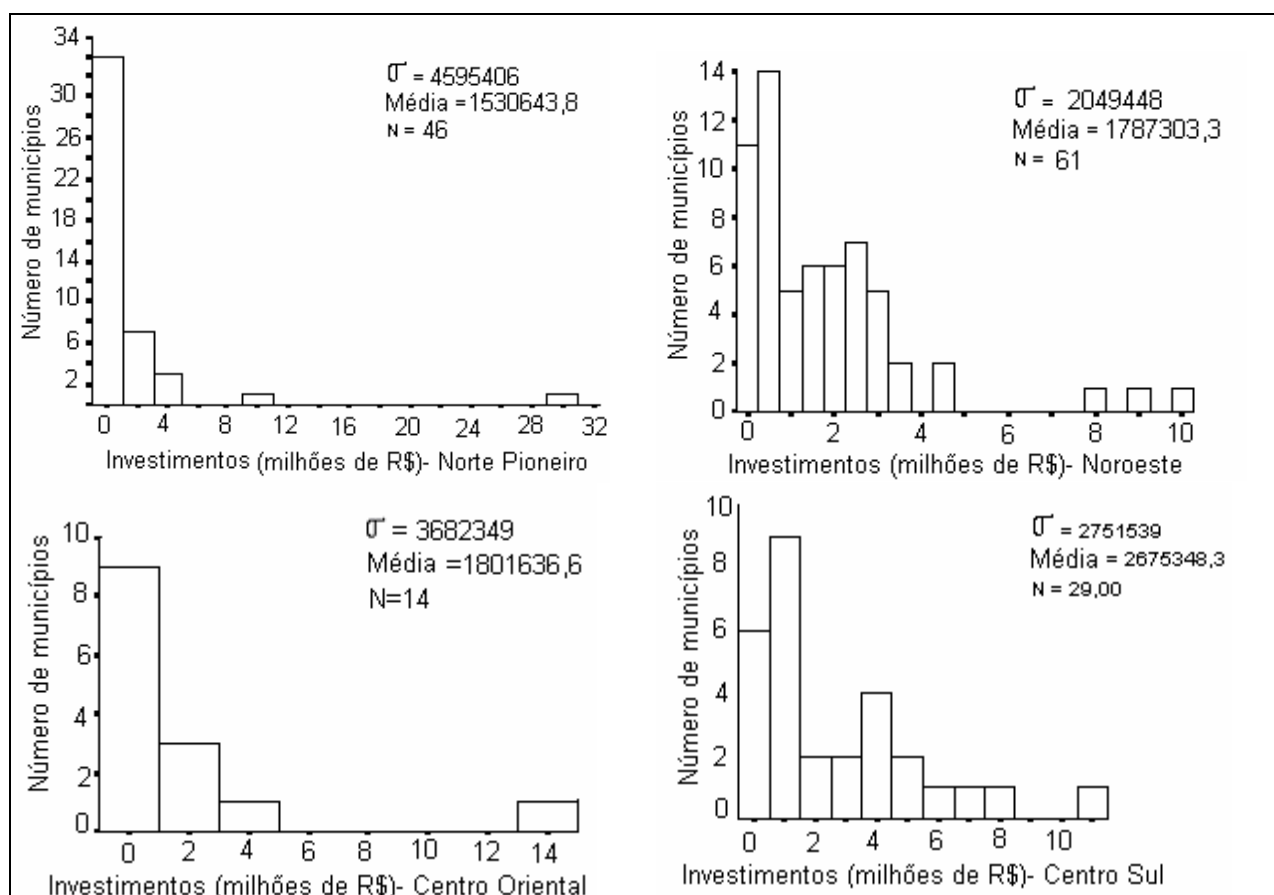 Número de municípios
34
30
26
22
18
14
10
6
2
σ = 4595406
Média =1530643,8
N = 46
0 4 8 12 16 20 24 28 32
Investimentos (milhões de R$)- Norte Pioneiro
Número de municípios
14
12
10
8
6
4
2
0
σ = 2049448
Média = 1787303,3
N = 61
0 2 4 6 8 10
Investimentos (milhões de R$)- Noroeste
Número de municípios
10
8
6
4
2
0
σ = 3682349
Média =1801636,6
N=14
0 2 4 6 8 10 12 14
Investimentos (milhões de R$)- Centro Oriental
Número de municípios
10
8
6
4
2
0
σ = 2751539
Média = 2675348,3
N = 29,00
0 2 4 6 8 10
Investimentos (milhões de R$)- Centro Sul